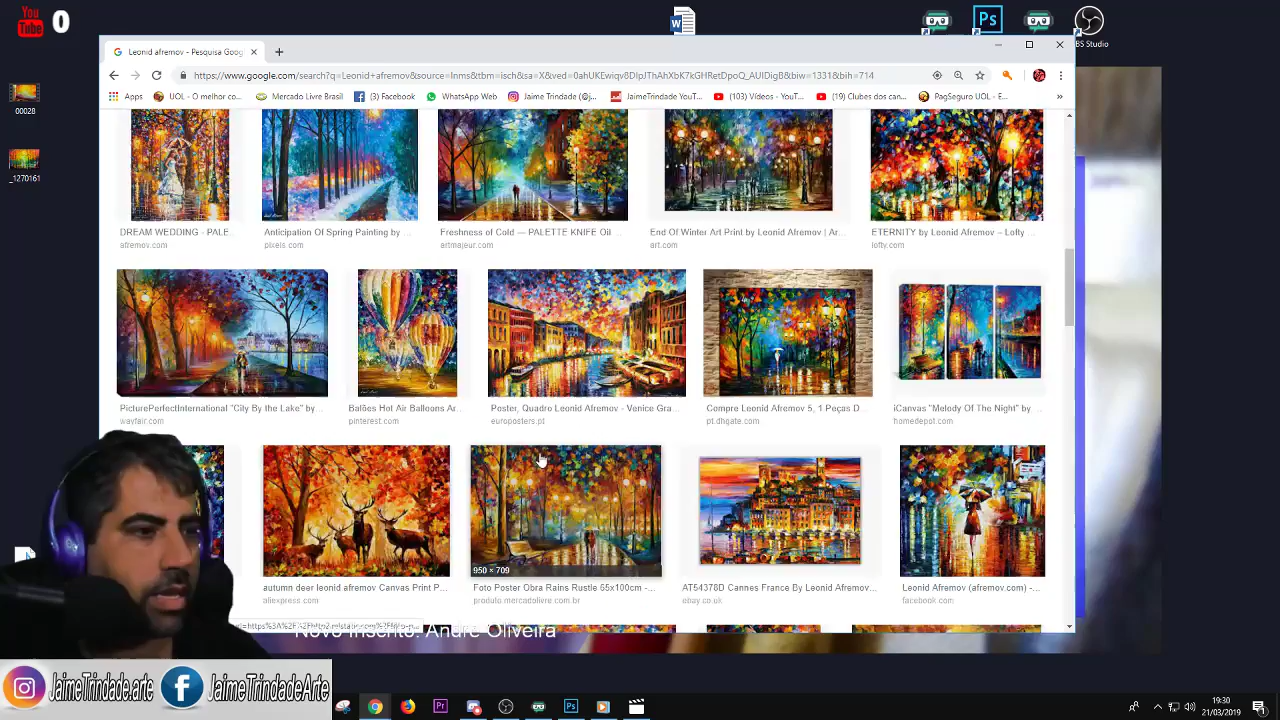 You
Tube
0
BS Studio
00028
_1270161
Leonid afremov - Pesquisa Goog
https://www.google.com/search?q=Leonid+afremov&source=lnms&tbm=isch&sa=X&ved=0ahUKEwiqv8DlpJThAhXbK7kGHRetDpoQ_AUIDigB&biw=1331&bih=714
Apps UOL - O melhor co... Mercado Livre Brasil (3) Facebook WhatsApp Web Jaime Trindade (@j... JaimeTrindade YouT... (103) Vídeos - YouT... (19) Clubes dos can... PagSeguro UOL - E... »
DREAM WEDDING - PALE...
afremov.com
Anticipation Of Spring Painting by ...
pixels.com
Freshness of Cold — PALETTE KNIFE Oil ...
artmajeur.com
End Of Winter Art Print by Leonid Afremov | Ar...
art.com
ETERNITY by Leonid Afremov – Lofty ...
lofty.com
PicturePerfectInternational "City By the Lake" by...
wayfair.com
Balões Hot Air Balloons Ar...
pinterest.com
Poster, Quadro Leonid Afremov - Venice Gra...
europosters.pt
Compre Leonid Afremov 5, 1 Peças D...
pt.dhgate.com
iCanvas "Melody Of The Night" by ...
homedepot.com
950 × 709
autumn deer leonid afremov Canvas Print P...
aliexpress.com
Foto Poster Obra Rains Rustle 65x100cm -...
produto.mercadolivre.com.br
AT54378D Cannes France By Leonid Afremov...
ebay.co.uk
Leonid Afremov (afremov.com) -...
facebook.com
Novo Inscrito: André Oliveira
JaimeTrindade.arte
JaimeTrindadeArte
19:30
21/03/2019